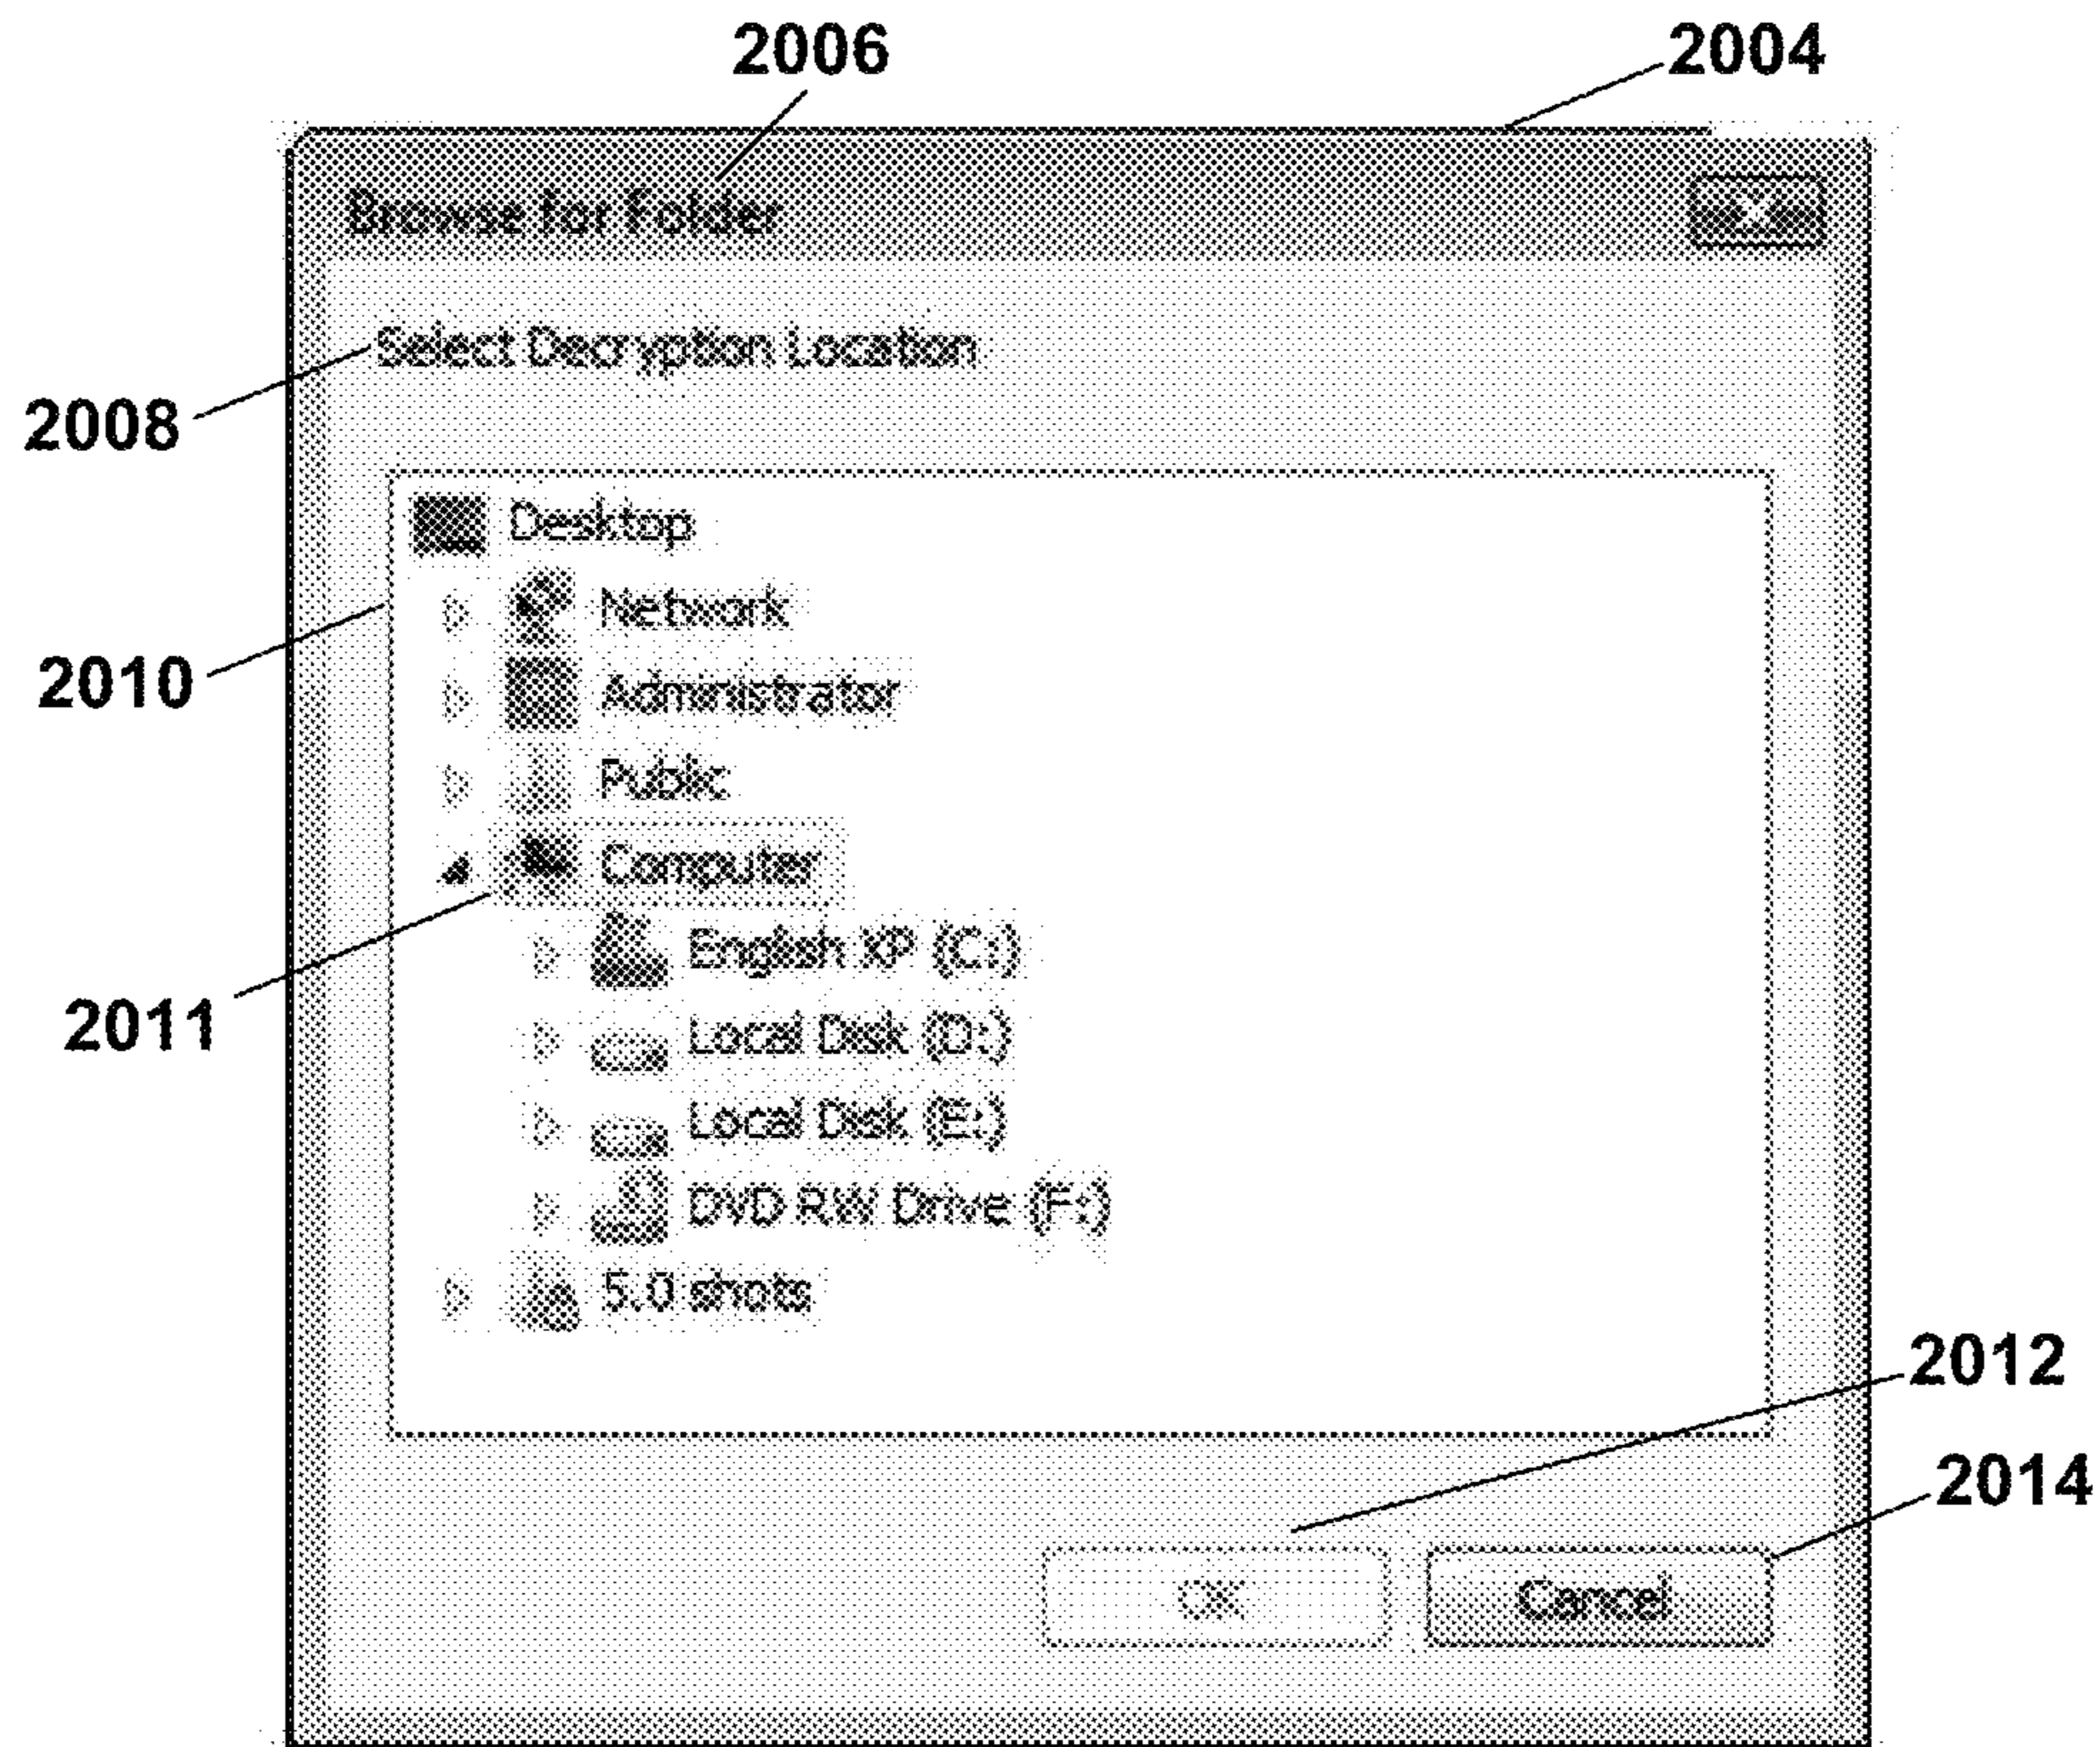 2006
2004
Browse for Folder
X
Select Decryption Location
2008
Desktop
Network
2010
Administrator
Public
Computer
English XP (C:)
2011
Local Disk (D:)
Local Disk (E:)
DVD RW Drive (F:)
5.0 shots
2012
2014
OK
Cancel